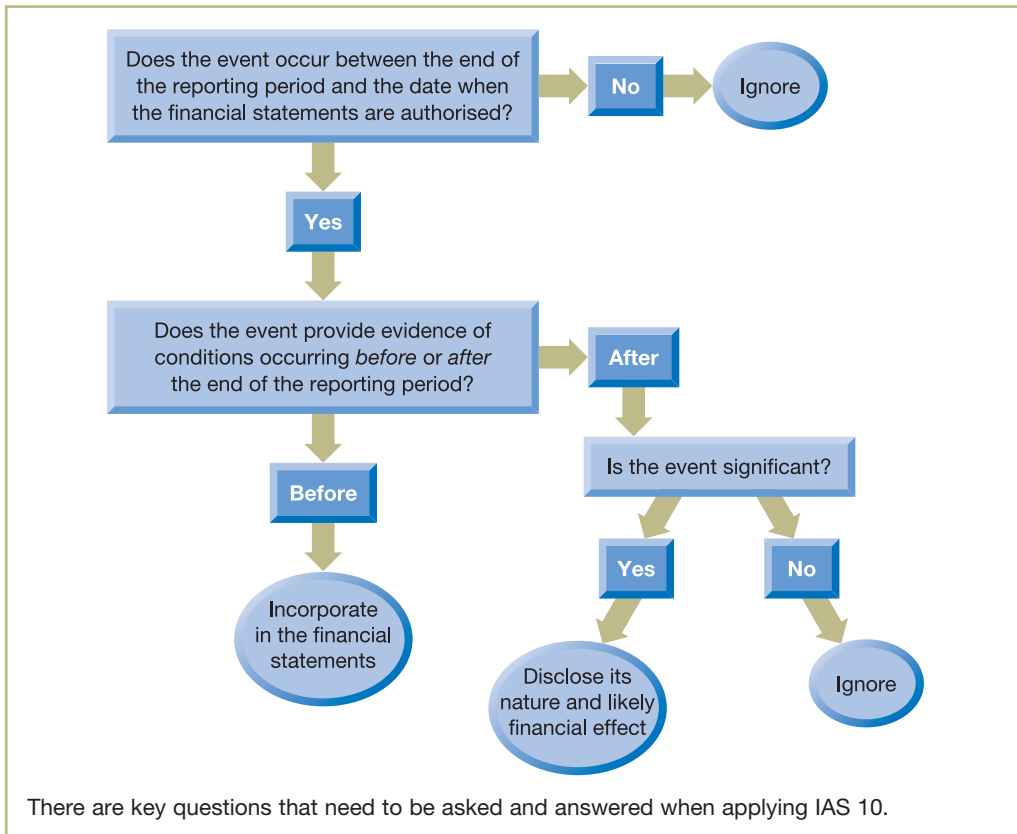 Does the event occur between the end of
the reporting period and the date when
the financial statements are authorised?
No
Ignore
Yes
Does the event provide evidence of
conditions occurring before or after
the end of the reporting period?
After
Is the event significant?
Before
Yes
No
Incorporate
in the financial
statements
Disclose its
nature and likely
financial effect
Ignore
There are key questions that need to be asked and answered when applying IAS 10.